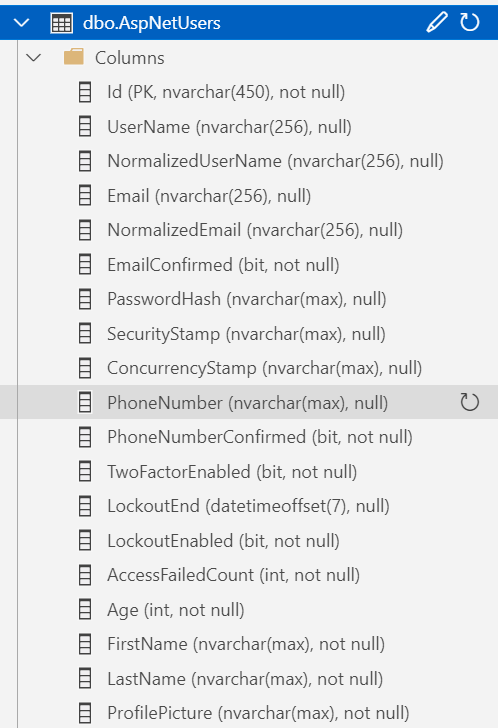 dbo.AspNetUsers
Columns
Id (PK, nvarchar(450), not null)
UserName (nvarchar(256), null)
NormalizedUserName (nvarchar(256), null)
Email (nvarchar(256), null)
NormalizedEmail (nvarchar(256), null)
EmailConfirmed (bit, not null)
PasswordHash (nvarchar(max), null)
SecurityStamp (nvarchar(max), null)
ConcurrencyStamp (nvarchar(max), null)
PhoneNumber (nvarchar(max), null)
PhoneNumberConfirmed (bit, not null)
TwoFactorEnabled (bit, not null)
LockoutEnd (datetimeoffset(7), null)
LockoutEnabled (bit, not null)
AccessFailedCount (int, not null)
Age (int, not null)
FirstName (nvarchar(max), not null)
LastName (nvarchar(max), not null)
ProfilePicture (nvarchar(max), not null)